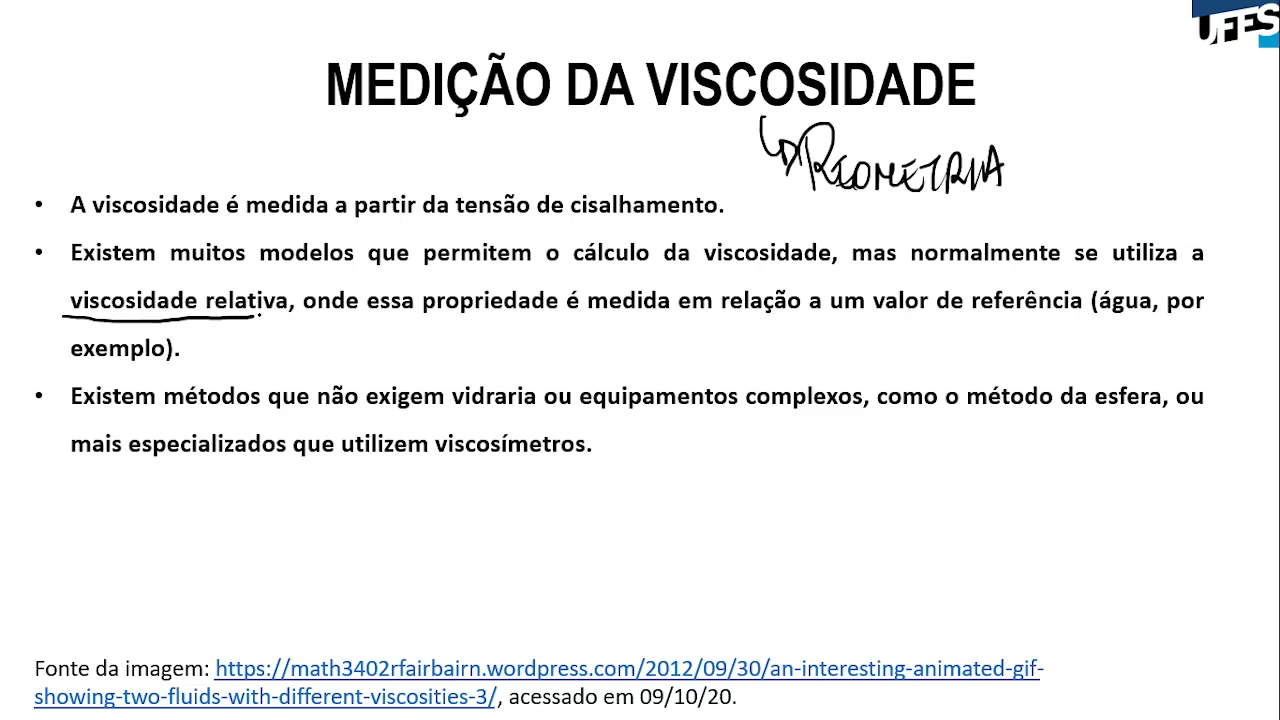 UFES
MEDIÇÃO DA VISCOSIDADE
REOMETRIA
• A viscosidade é medida a partir da tensão de cisalhamento.
• Existem muitos modelos que permitem o cálculo da viscosidade, mas normalmente se utiliza a
viscosidade relativa, onde essa propriedade é medida em relação a um valor de referência (água, por
exemplo).
• Existem métodos que não exigem vidraria ou equipamentos complexos, como o método da esfera, ou
mais especializados que utilizem viscosímetros.
Fonte da imagem: https://math3402rfairbairn.wordpress.com/2012/09/30/an-interesting-animated-gif-
showing-two-fluids-with-different-viscosities-3/, acessado em 09/10/20.